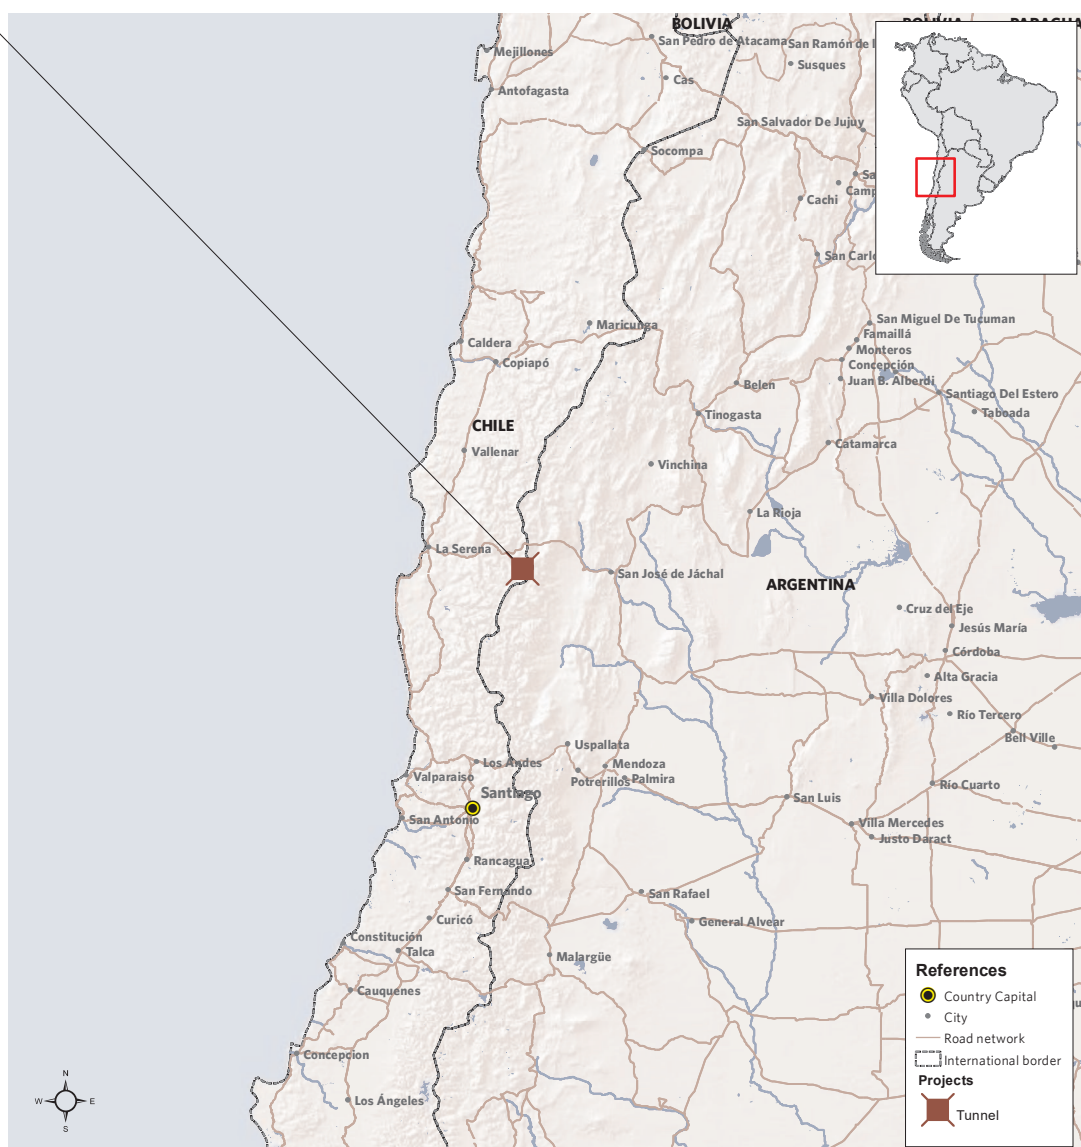 BOLIVIA
BOLIVIA
San Pedro de Atacama
San Ramón de
Mejillones
Susques
Cas
Antofagasta
San Salvador De Jujuy
Socompa
Cachi
San Carlo
Maricunga
San Miguel De Tucuman
Famaillá
Caldera
Monteros
Copiapó
Concepción
Juan B. Alberdi
Belen
Santiago Del Estero
Taboada
Tinogasta
CHILE
Catamarca
Vallenar
Vinchina
La Rioja
La Serena
San José de Jáchal
ARGENTINA
Cruz del Eje
Jesús María
Córdoba
Alta Gracia
Villa Dolores
Río Tercero
Bell Ville
Uspallata
Los Andes
Mendoza
Valparaiso
Potrerillos
Palmira
Río Cuarto
Santiago
San Luis
San Antonio
Villa Mercedes
Justo Daract
Rancagua
San Fernando
San Rafael
Curicó
General Alvear
Constitución
Talca
Malargüe
Cauquenes
Concepcion
Los Ángeles
N
W
E
S
References
Country Capital
City
Road network
International border
Projects
Tunnel